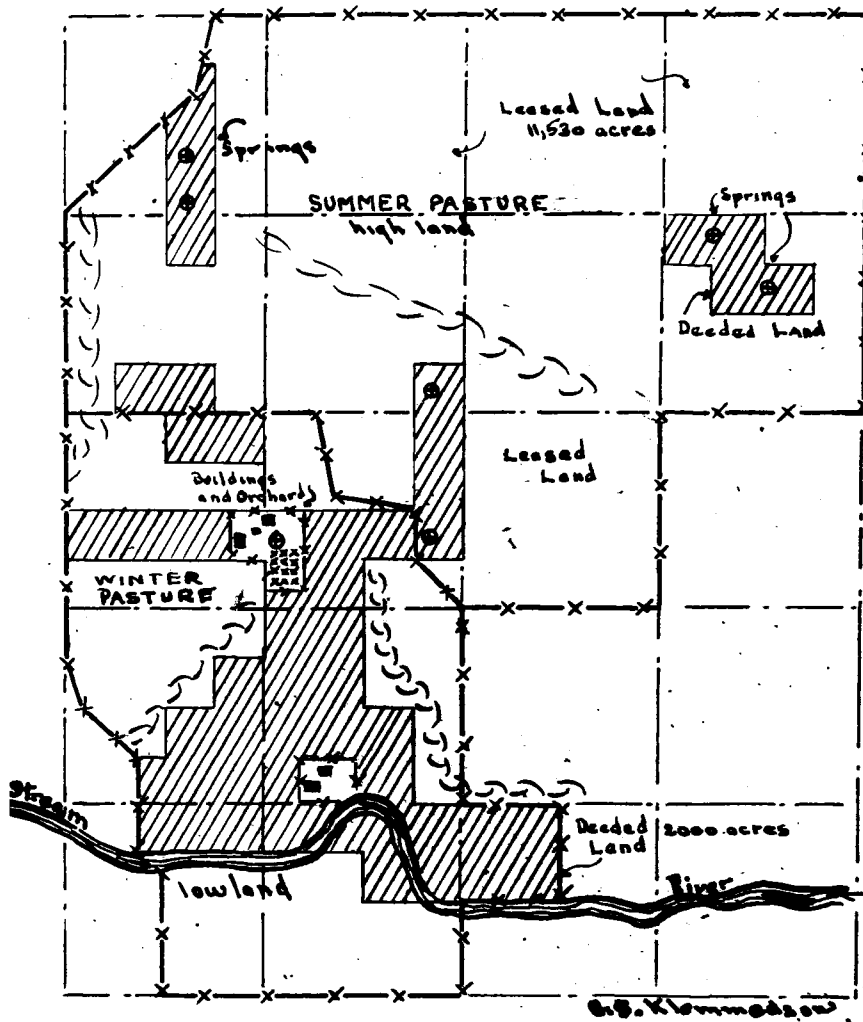 Leased Land
11,530 acres
Springs
Springs
SUMMER PASTURE
high land
Deeded Land
Leased
Land
Buildings
and Orchards
WINTER
PASTURE
Stream
Deeded 2000 acres
Land
River
lowland